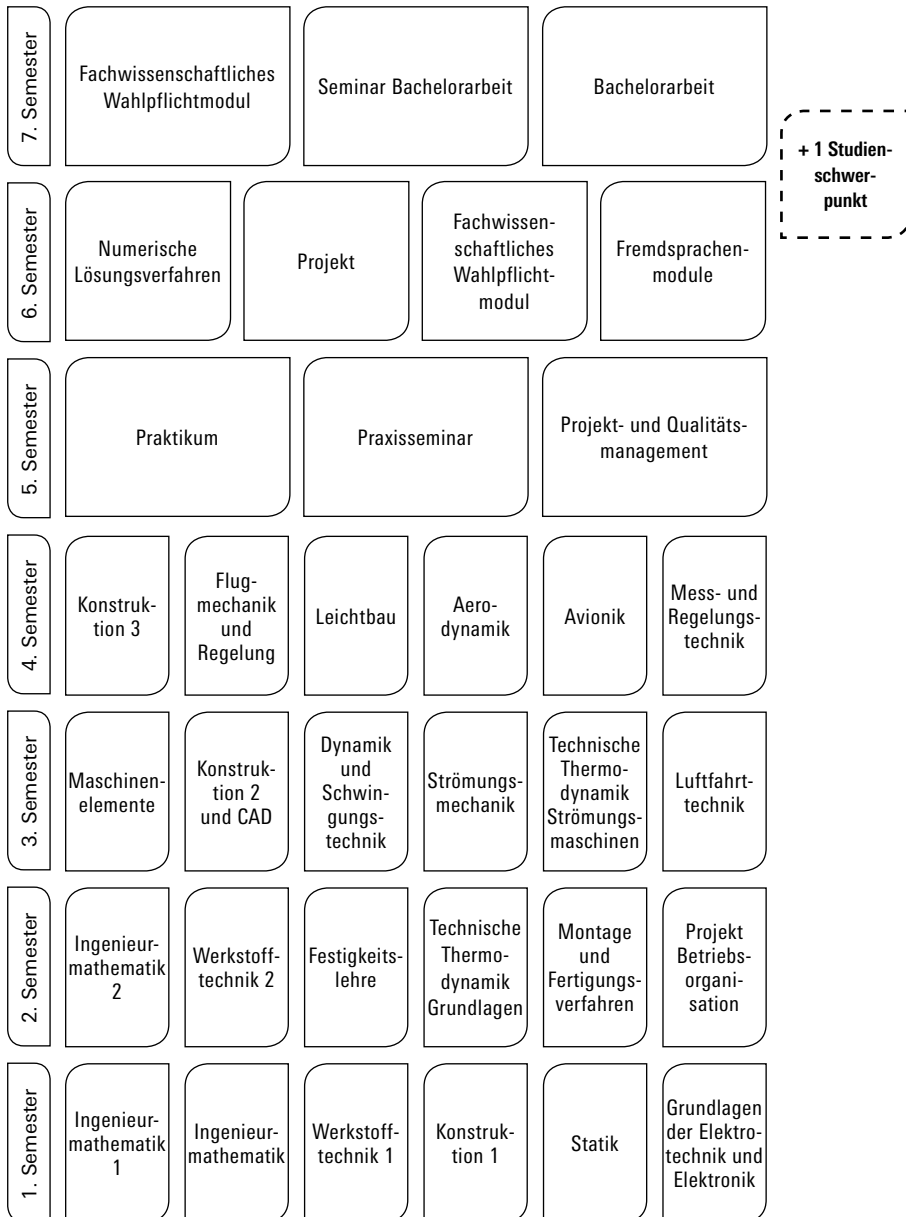 7. Semester
Fachwissenschaftliches
Wahlpflichtmodul
Seminar Bachelorarbeit
Bachelorarbeit
+ 1 Studien-
schwer-
punkt
6. Semester
Numerische
Lösungsverfahren
Projekt
Fachwissen-
schaftliches
Wahlpflicht-
modul
Fremdsprachen-
module
5. Semester
Praktikum
Praxisseminar
Projekt- und Qualitäts-
management
4. Semester
Konstruk-
tion 3
Flug-
mechanik
und
Regelung
Leichtbau
Aero-
dynamik
Avionik
Mess- und
Regelungs-
technik
3. Semester
Maschinen-
elemente
Konstruk-
tion 2
und CAD
Dynamik
und
Schwin-
gungs-
technik
Strömungs-
mechanik
Technische
Thermo-
dynamik
Strömungs-
maschinen
Luftfahrt-
technik
2. Semester
Ingenieur-
mathematik
2
Werkstoff-
technik 2
Festigkeits-
lehre
Technische
Thermo-
dynamik
Grundlagen
Montage
und
Fertigungs-
verfahren
Projekt
Betriebs-
organi-
sation
1. Semester
Ingenieur-
mathematik
1
Ingenieur-
mathematik
Werkstoff-
technik 1
Konstruk-
tion 1
Statik
Grundlagen
der Elektro-
technik und
Elektronik